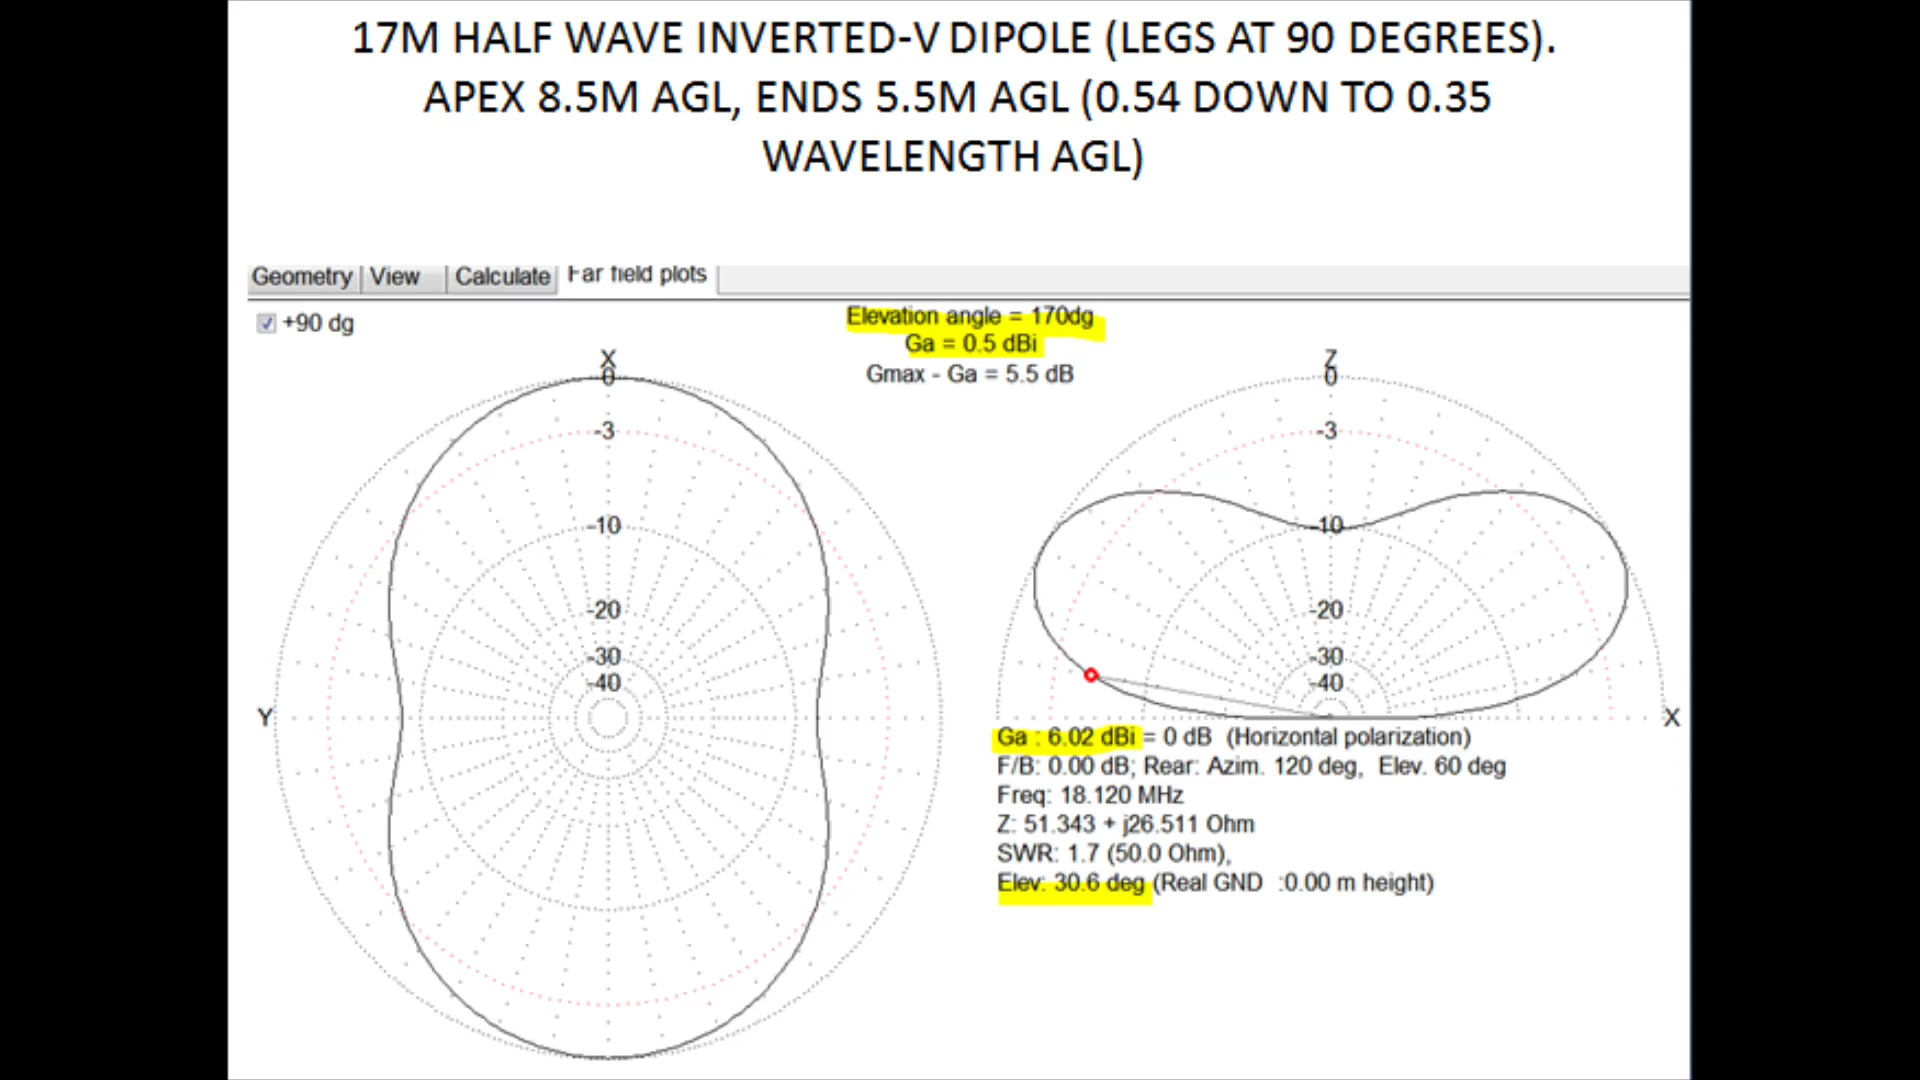 17M HALF WAVE INVERTED-V DIPOLE (LEGS AT 90 DEGREES).
APEX 8.5M AGL, ENDS 5.5M AGL (0.54 DOWN TO 0.35
WAVELENGTH AGL)
Geometry View Calculate Far field plots
+90 dg
Elevation angle = 170dg
Ga = 0.5 dBi
Gmax - Ga = 5.5 dB
X
0
-3
-10
-20
-30
-40
Y
Z
0
-3
-10
-20
-30
-40
X
Ga : 6.02 dBi = 0 dB (Horizontal polarization)
F/B: 0.00 dB; Rear: Azim. 120 deg, Elev. 60 deg
Freq: 18.120 MHz
Z: 51.343 + j26.511 Ohm
SWR: 1.7 (50.0 Ohm),
Elev: 30.6 deg (Real GND :0.00 m height)